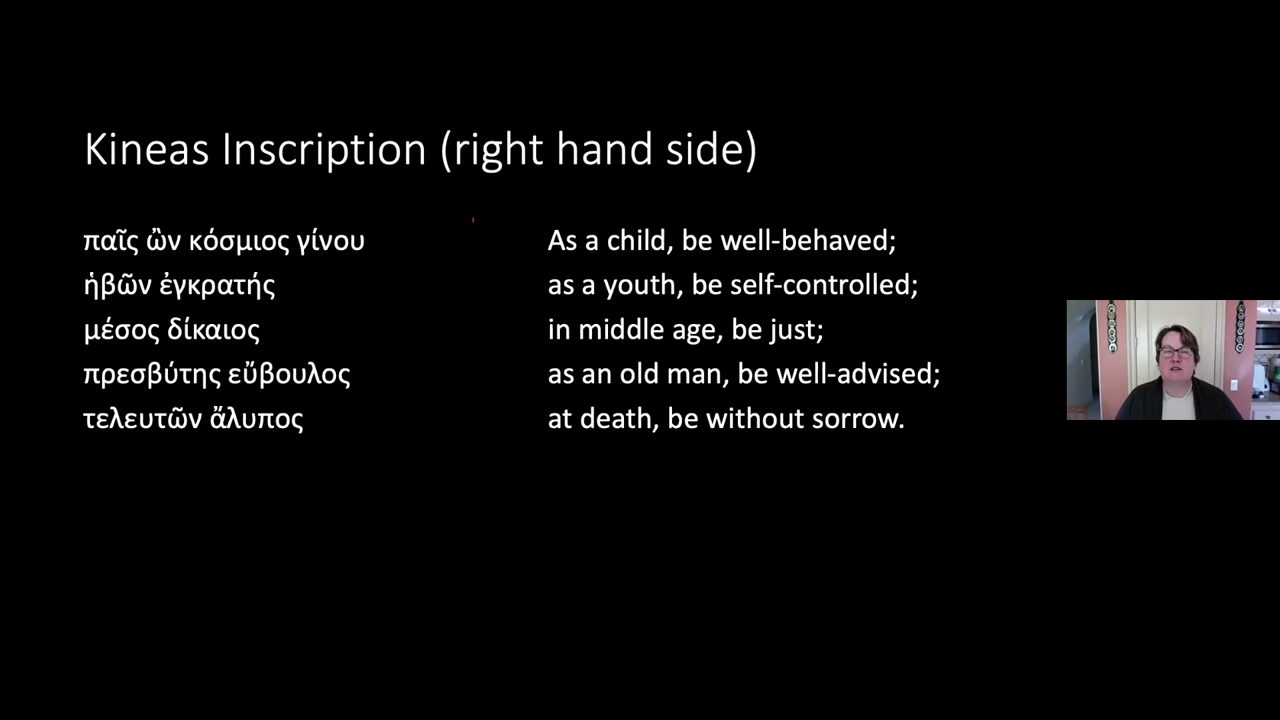 Kineas Inscription (right hand side)
παῖς ὢν κόσμιος γίνου
ἡβῶν ἐγκρατής
μέσος δίκαιος
πρεσβύτης εὔβουλος
τελευτῶν ἄλυπος
As a child, be well-behaved;
as a youth, be self-controlled;
in middle age, be just;
as an old man, be well-advised;
at death, be without sorrow.